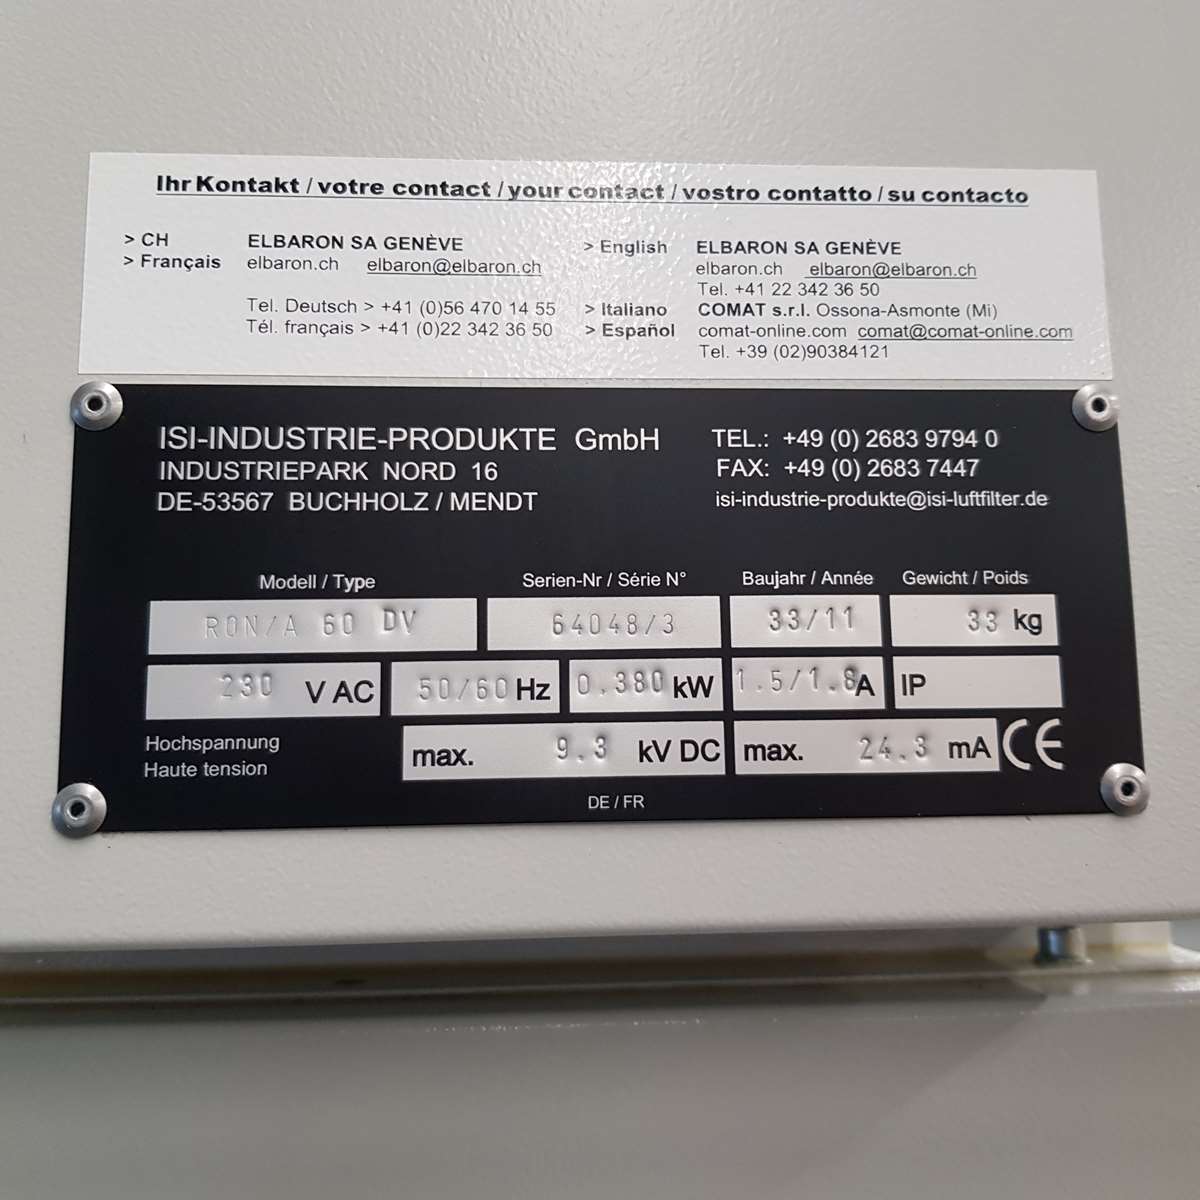 Ihr Kontakt / votre contact / your contact / vostro contatto / su contacto
> CH ELBARON SA GENÈVE
> Français elbaron.ch elbaron@elbaron.ch
Tel. Deutsch > +41 (0)56 470 14 55
Tél. français > +41 (0)22 342 36 50
> English ELBARON SA GENÈVE
elbaron.ch elbaron@elbaron.ch
Tel. +41 22 342 36 50
> Italiano COMAT s.r.l. Ossona-Asmonte (Mi)
> Español comat-online.com comat@comat-online.com
Tel. +39 (02)90384121
ISI-INDUSTRIE-PRODUKTE GmbH
INDUSTRIEPARK NORD 16
DE-53567 BUCHHOLZ / MENDT
TEL.: +49 (0) 2683 9794 0
FAX: +49 (0) 2683 7447
isi-industrie-produkte@isi-luftfilter.de
Modell / Type Serien-Nr / Série N° Baujahr / Année Gewicht / Poids
RON/A 60 DV 64048/3 33/11 33 kg
230 V AC 50/60 Hz 0.380 kW 1.5/1.8 A IP
Hochspannung
Haute tension
max. 9.3 kV DC max. 24.3 mA CE
DE / FR